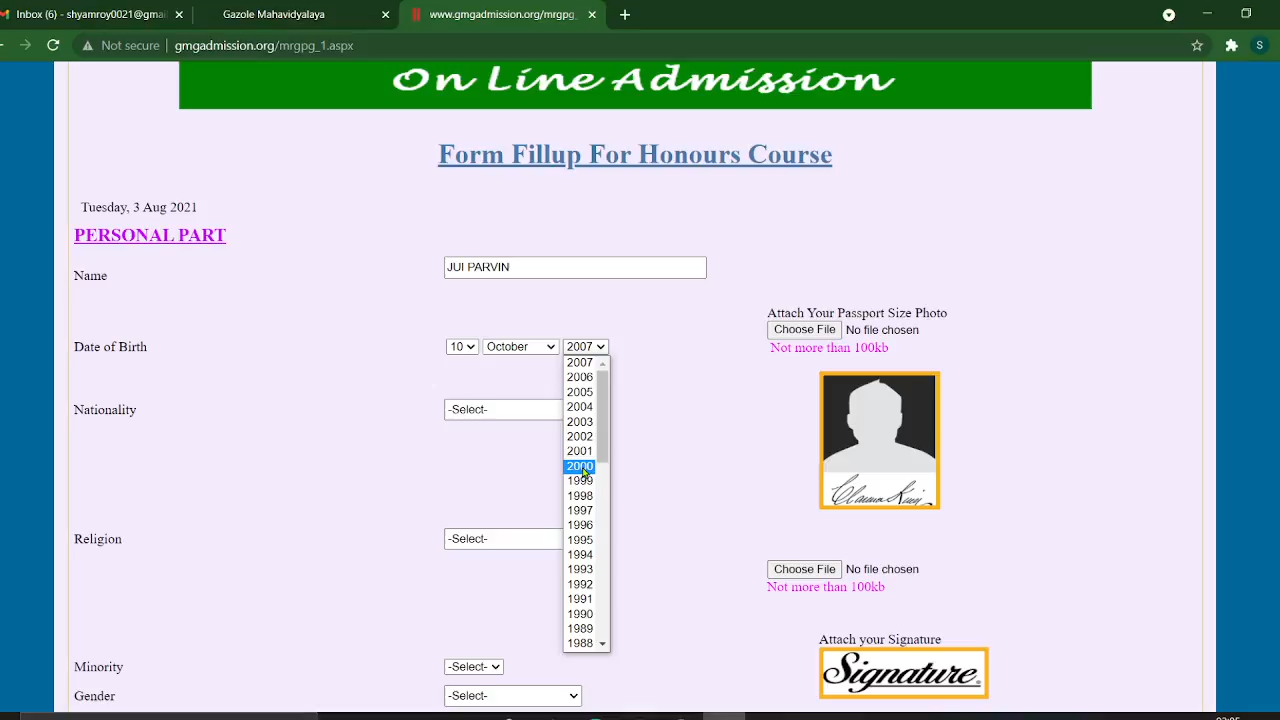 Inbox (6) - shyamroy0021@gmai
Gazole Mahavidyalaya
www.gmgadmission.org/mrgpg_
Not secure
gmgadmission.org/mrgpg_1.aspx
S
On Line Admission
Form Fillup For Honours Course
Tuesday, 3 Aug 2021
PERSONAL PART
Name
JUI PARVIN
Attach Your Passport Size Photo
Choose File No file chosen
Not more than 100kb
Date of Birth
10
October
2007
2007
2006
2005
2004
2003
2002
2001
2000
1999
1998
1997
1996
1995
1994
1993
1992
1991
1990
1989
1988
Nationality
-Select-
Religion
-Select-
Choose File No file chosen
Not more than 100kb
Attach your Signature
Signature.
Minority
-Select-
Gender
-Select-